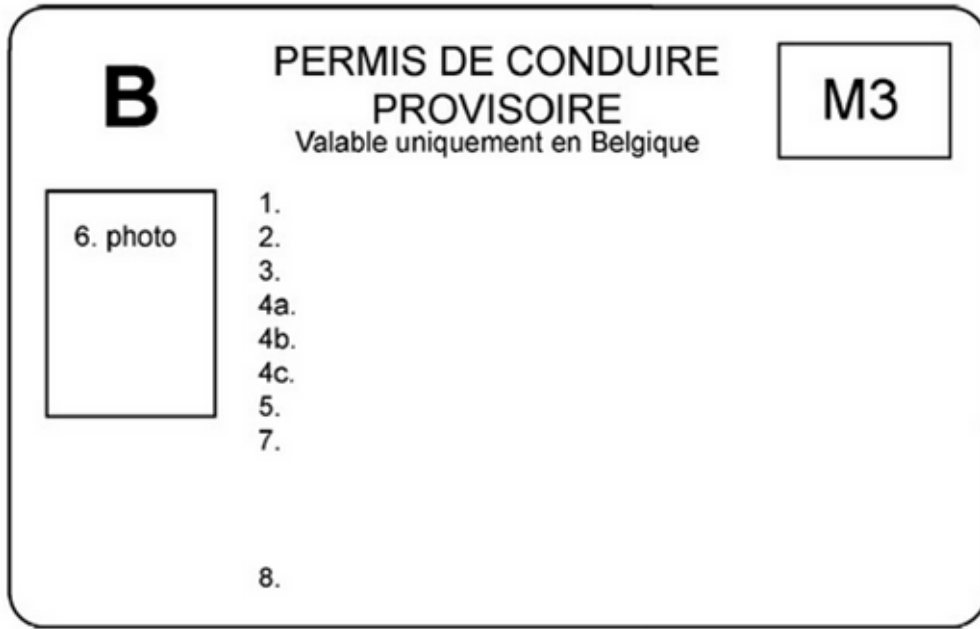 B
PERMIS DE CONDUIRE
PROVISOIRE
Valable uniquement en Belgique
M3
6. photo
1.
2.
3.
4a.
4b.
4c.
5.
7.
8.